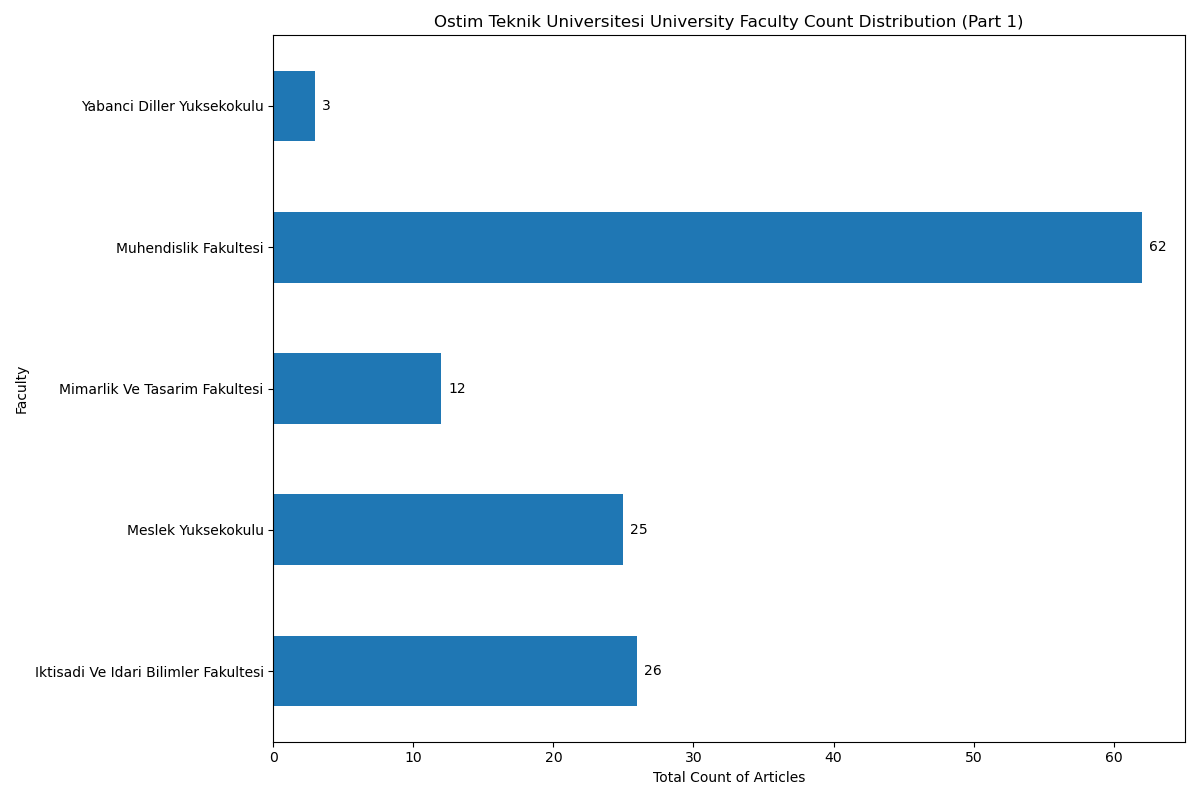 Ostim Teknik Universitesi University Faculty Count Distribution (Part 1)
Yabanci Diller Yuksekokulu
3
Muhendislik Fakultesi
62
Mimarlik Ve Tasarim Fakultesi
12
Meslek Yuksekokulu
25
Iktisadi Ve Idari Bilimler Fakultesi
26
Faculty
0 10 20 30 40 50 60
Total Count of Articles